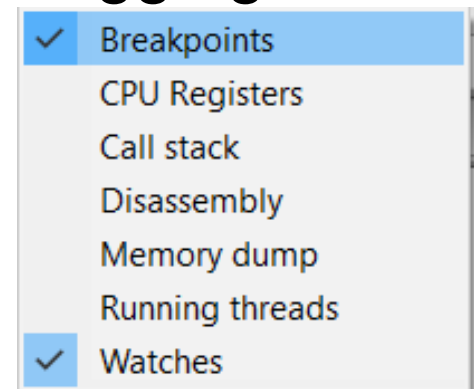 Breakpoints
CPU Registers
Call stack
Disassembly
Memory dump
Running threads
Watches